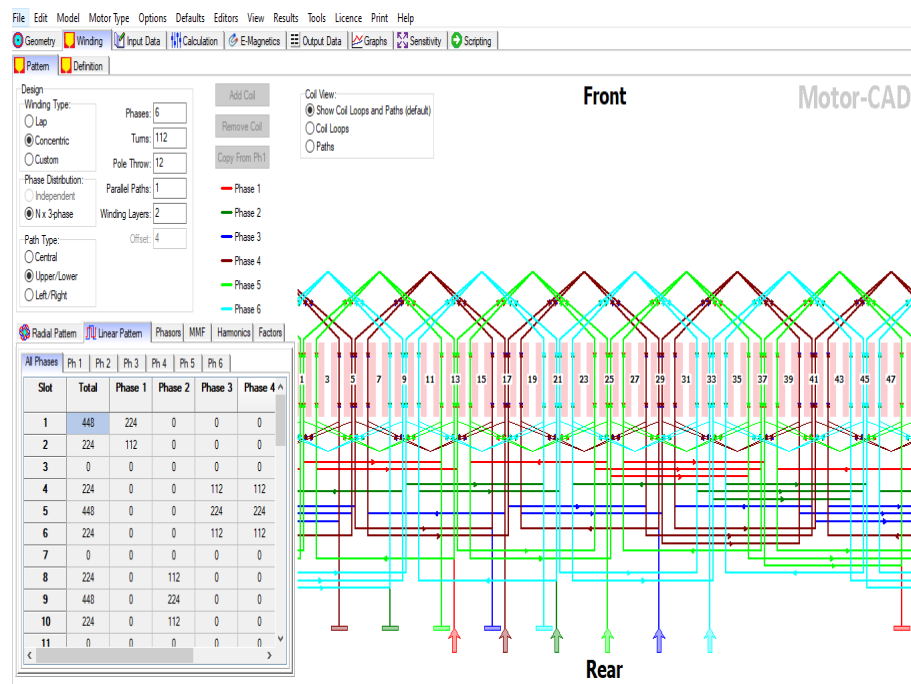 File Edit Model Motor Type Options Defaults Editors View Results Tools Licence Print Help
Geometry Winding Input Data Calculation E-Magnetics Output Data Graphs Sensitivity Scripting
Pattern Definition
Design
Winding Type:
Lap
Concentric
Custom
Phase Distribution:
Independent
N x 3-phase
Path Type:
Central
Upper/Lower
Left/Right
Phases: 6
Turns: 112
Pole Throw: 12
Parallel Paths: 1
Winding Layers: 2
Offset: 4
Add Coil
Remove Coil
Copy From Ph1
Phase 1
Phase 2
Phase 3
Phase 4
Phase 5
Phase 6
Coil View:
Show Coil Loops and Paths (default)
Coil Loops
Paths
Front
Motor-CAD
Radial Pattern Linear Pattern Phasors MMF Harmonics Factors
All Phases Ph 1 Ph 2 Ph 3 Ph 4 Ph 5 Ph 6
Slot Total Phase 1 Phase 2 Phase 3 Phase 4
1 448 224 0 0 0
2 224 112 0 0 0
3 0 0 0 0 0
4 224 0 0 112 112
5 448 0 0 224 224
6 224 0 0 112 112
7 0 0 0 0 0
8 224 0 112 0 0
9 448 0 224 0 0
10 224 0 112 0 0
11 0 0 0 0 0
1 3 5 7 9 11 13 15 17 19 21 23 25 27 29 31 33 35 37 39 41 43 45 47
Rear